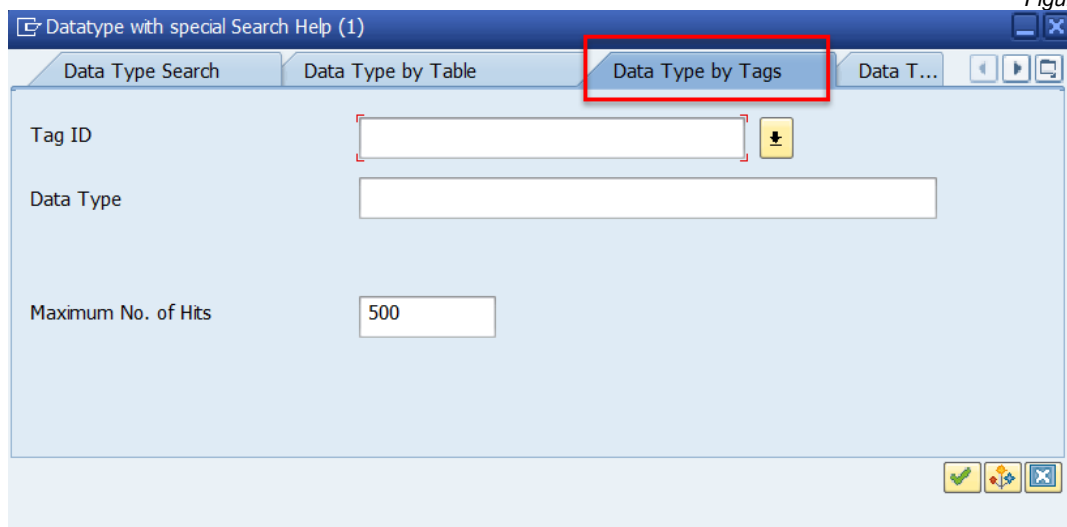 Datatype with special Search Help (1)
Data Type Search Data Type by Table Data Type by Tags Data T...
Tag ID
Data Type
Maximum No. of Hits 500